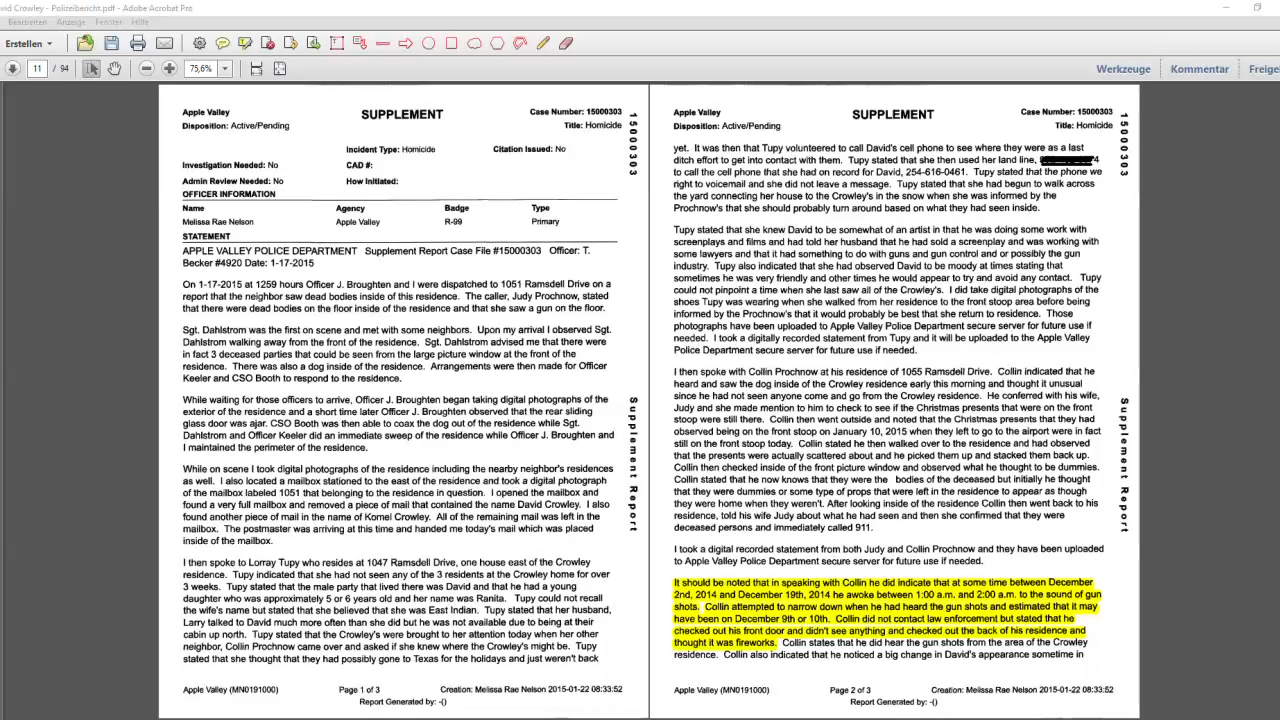 vid Crowley - Polizeibericht.pdf - Adobe Acrobat Pro
Bearbeiten Anzeige Fenster Hilfe
Erstellen
Werkzeuge Kommentar Freige
11 / 94 75,6%
Apple Valley SUPPLEMENT Case Number: 15000303
Disposition: Active/Pending Title: Homicide
15000303
Incident Type: Homicide Citation Issued: No
Investigation Needed: No CAD #:
Admin Review Needed: No How Initiated:
OFFICER INFORMATION
Name Agency Badge Type
Melissa Rae Nelson Apple Valley R-99 Primary
STATEMENT
APPLE VALLEY POLICE DEPARTMENT Supplement Report Case File #15000303 Officer: T.
Becker #4920 Date: 1-17-2015
On 1-17-2015 at 1259 hours Officer J. Broughten and I were dispatched to 1051 Ramsdell Drive on a
report that the neighbor saw dead bodies inside of this residence. The caller, Judy Prochnow, stated
that there were dead bodies on the floor inside of the residence and that she saw a gun on the floor.
Sgt. Dahlstrom was the first on scene and met with some neighbors. Upon my arrival I observed Sgt.
Dahlstrom walking away from the front of the residence. Sgt. Dahlstrom advised me that there were
in fact 3 deceased parties that could be seen from the large picture window at the front of the
residence. There was also a dog inside of the residence. Arrangements were then made for Officer
Keeler and CSO Booth to respond to the residence.
While waiting for those officers to arrive, Officer J. Broughten began taking digital photographs of the
exterior of the residence and a short time later Officer J. Broughten observed that the rear sliding
glass door was ajar. CSO Booth was then able to coax the dog out of the residence while Sgt.
Dahlstrom and Officer Keeler did an immediate sweep of the residence while Officer J. Broughten and
I maintained the perimeter of the residence.
While on scene I took digital photographs of the residence including the nearby neighbor's residences
as well. I also located a mailbox stationed to the east of the residence and took a digital photograph
of the mailbox labeled 1051 that belonging to the residence in question. I opened the mailbox and
found a very full mailbox and removed a piece of mail that contained the name David Crowley. I also
found another piece of mail in the name of Komel Crowley. All of the remaining mail was left in the
mailbox. The postmaster was arriving at this time and handed me today's mail which was placed
inside of the mailbox.
I then spoke to Lorray Tupy who resides at 1047 Ramsdell Drive, one house east of the Crowley
residence. Tupy indicated that she had not seen any of the 3 residents at the Crowley home for over
3 weeks. Tupy stated that the male party that lived there was David and that he had a young
daughter who was approximately 5 or 6 years old and her name was Ranita. Tupy could not recall
the wife's name but stated that she believed that she was East Indian. Tupy stated that her husband,
Larry talked to David much more often than she did but he was not available due to being at their
cabin up north. Tupy stated that the Crowley's were brought to her attention today when her other
neighbor, Collin Prochnow came over and asked if she knew where the Crowley's might be. Tupy
stated that she thought that they had possibly gone to Texas for the holidays and just weren't back
Supplement Report
Apple Valley (MN0191000) Page 1 of 3 Creation: Melissa Rae Nelson 2015-01-22 08:33:52
Report Generated by: -()
Apple Valley SUPPLEMENT Case Number: 15000303
Disposition: Active/Pending Title: Homicide
15000303
yet. It was then that Tupy volunteered to call David's cell phone to see where they were as a last
ditch effort to get into contact with them. Tupy stated that she then used her land line, 4
to call the cell phone that she had on record for David, 254-616-0461. Tupy stated that the phone we
right to voicemail and she did not leave a message. Tupy stated that she had begun to walk across
the yard connecting her house to the Crowley's in the snow when she was informed by the
Prochnow's that she should probably turn around based on what they had seen inside.
Tupy stated that she knew David to be somewhat of an artist in that he was doing some work with
screenplays and films and had told her husband that he had sold a screenplay and was working with
some lawyers and that it had something to do with guns and gun control and or possibly the gun
industry. Tupy also indicated that she had observed David to be moody at times stating that
sometimes he was very friendly and other times he would appear to try and avoid any contact. Tupy
could not pinpoint a time when she last saw all of the Crowley's. I did take digital photographs of the
shoes Tupy was wearing when she walked from her residence to the front stoop area before being
informed by the Prochnow's that it would probably be best that she return to residence. Those
photographs have been uploaded to Apple Valley Police Department secure server for future use if
needed. I took a digitally recorded statement from Tupy and it will be uploaded to the Apple Valley
Police Department secure server for future use if needed.
I then spoke with Collin Prochnow at his residence of 1055 Ramsdell Drive. Collin indicated that he
heard and saw the dog inside of the Crowley residence early this morning and thought it unusual
since he had not seen anyone come and go from the Crowley residence. He conferred with his wife,
Judy and she made mention to him to check to see if the Christmas presents that were on the front
stoop were still there. Collin then went outside and noted that the Christmas presents that they had
observed being on the front stoop on January 10, 2015 when they left to go to the airport were in fact
still on the front stoop today. Collin stated he then walked over to the residence and had observed
that the presents were actually scattered about and he picked them up and stacked them back up.
Collin then checked inside of the front picture window and observed what he thought to be dummies.
Collin stated that he now knows that they were the bodies of the deceased but initially he thought
that they were dummies or some type of props that were left in the residence to appear as though
they were home when they weren't. After looking inside of the residence Collin then went back to his
residence, told his wife Judy about what he had seen and then she confirmed that they were
deceased persons and immediately called 911.
I took a digital recorded statement from both Judy and Collin Prochnow and they have been uploaded
to Apple Valley Police Department secure server for future use if needed.
It should be noted that in speaking with Collin he did indicate that at some time between December
2nd, 2014 and December 19th, 2014 he awoke between 1:00 a.m. and 2:00 a.m. to the sound of gun
shots. Collin attempted to narrow down when he had heard the gun shots and estimated that it may
have been on December 9th or 10th. Collin did not contact law enforcement but stated that he
checked out his front door and didn't see anything and checked out the back of his residence and
thought it was fireworks. Collin states that he did hear the gun shots from the area of the Crowley
residence. Collin also indicated that he noticed a big change in David's appearance sometime in
Supplement Report
Apple Valley (MN0191000) Page 2 of 3 Creation: Melissa Rae Nelson 2015-01-22 08:33:52
Report Generated by: -()